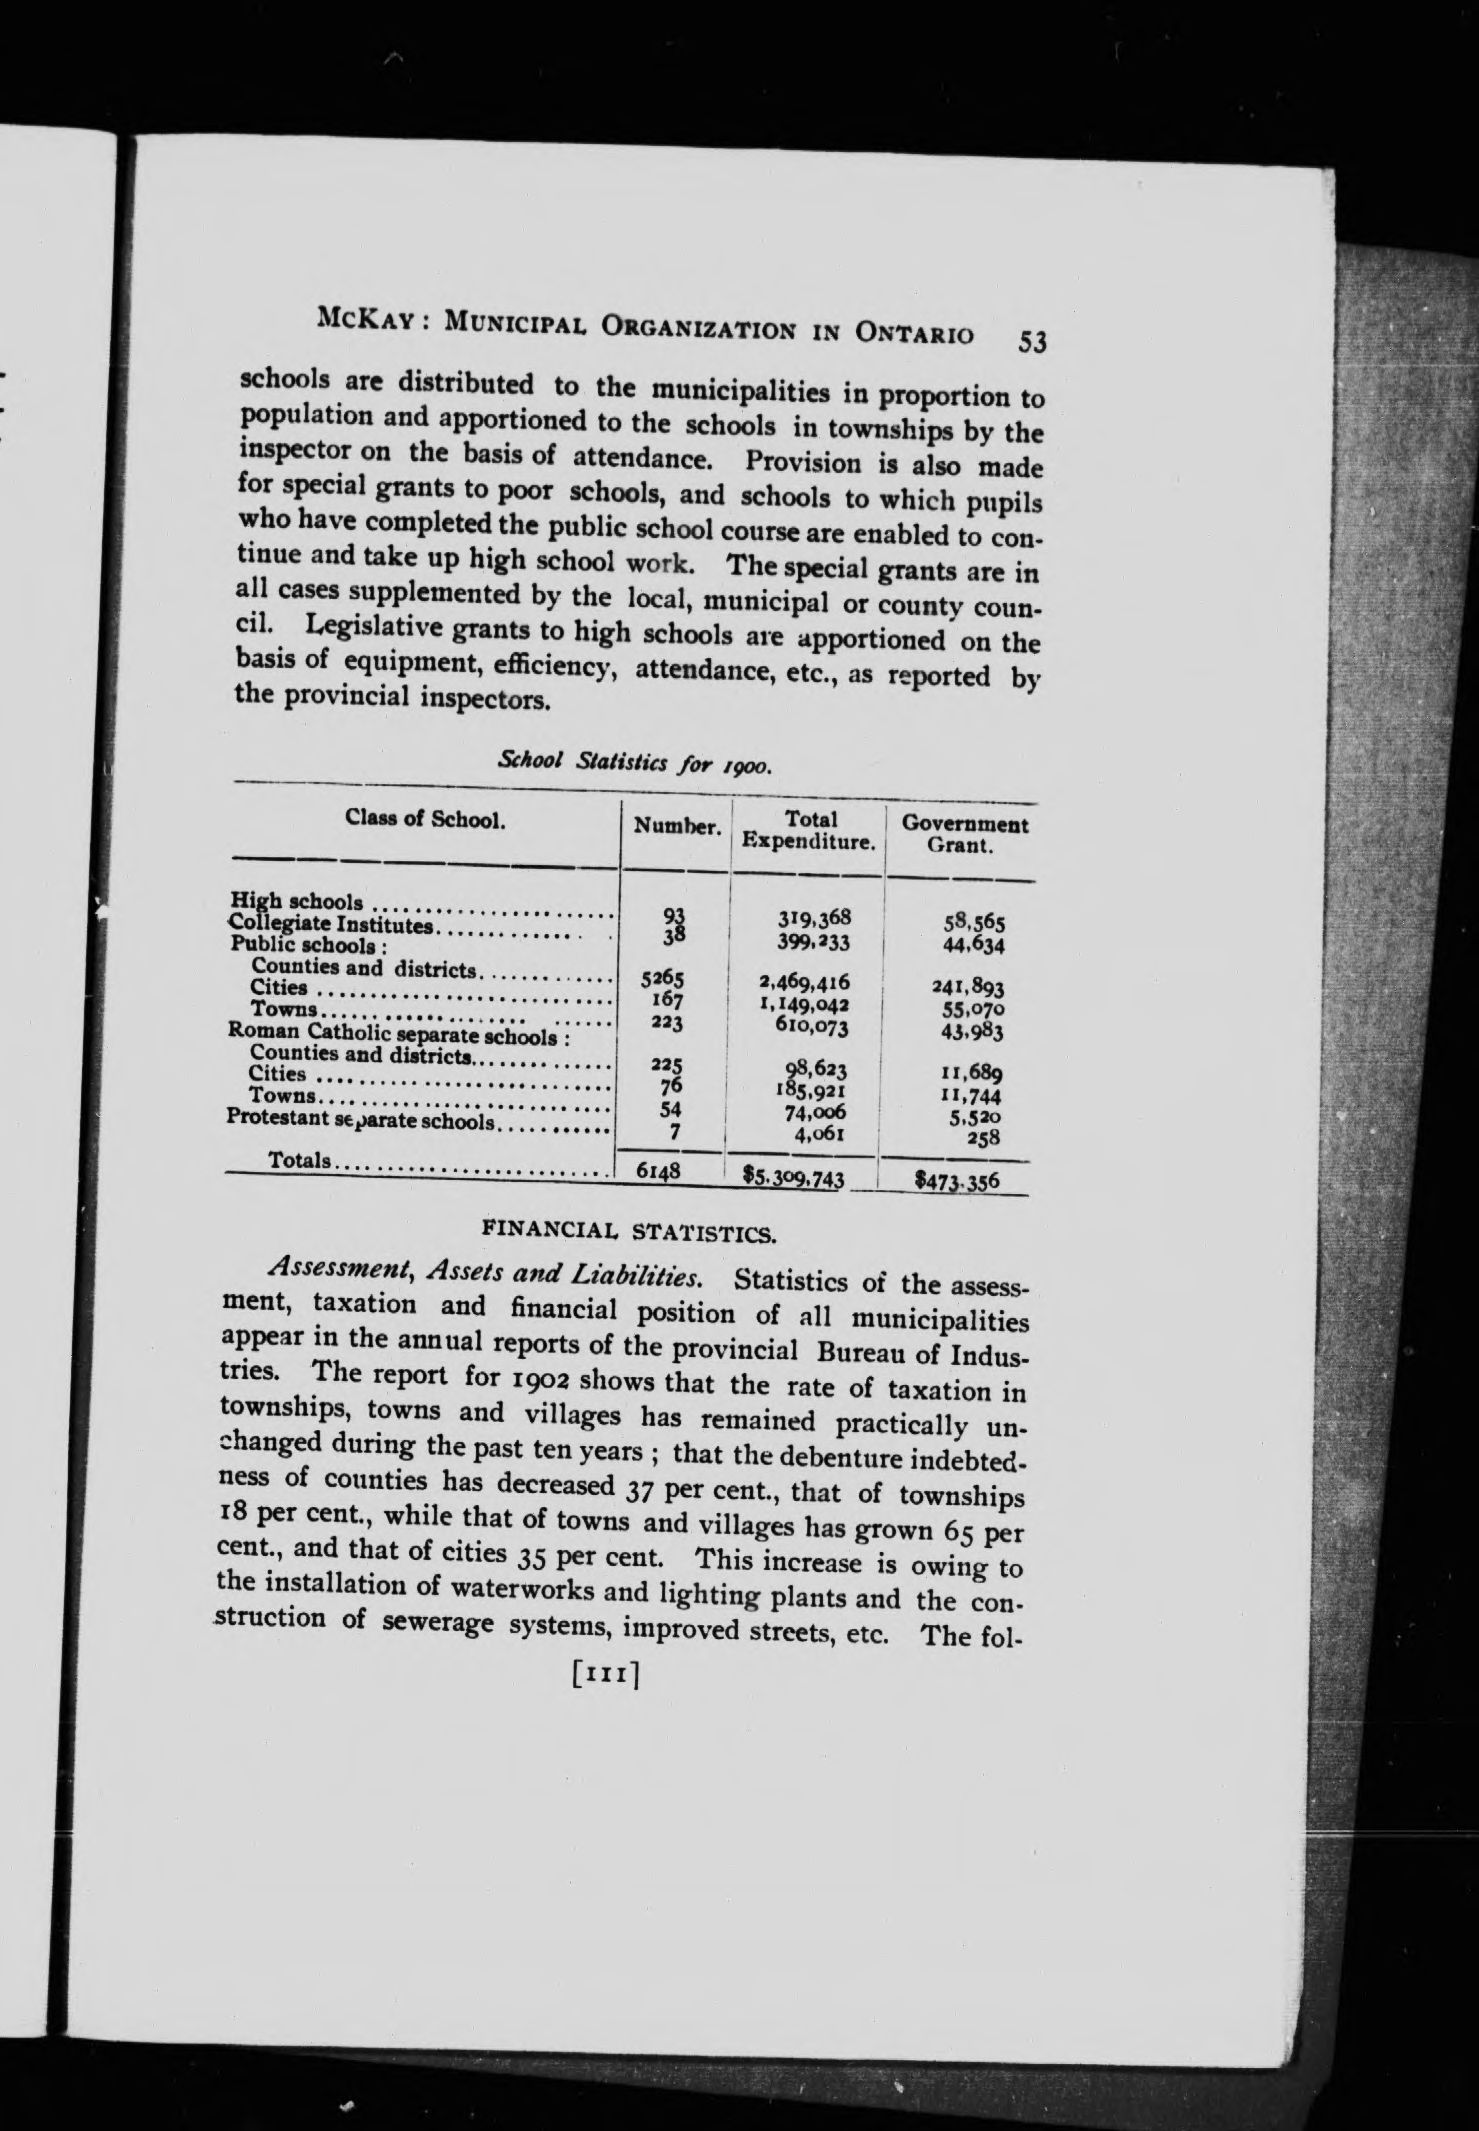 McKay: Municipal Organization in Ontario 53
schools are distributed to the municipalities in proportion to
population and apportioned to the schools in townships by the
inspector on the basis of attendance. Provision is also made
for special grants to poor schools, and schools to which pupils
who have completed the public school course are enabled to con-
tinue and take up high school work. The special grants are in
all cases supplemented by the local, municipal or county coun-
cil. Legislative grants to high schools are apportioned on the
basis of equipment, efficiency, attendance, etc., as reported by
the provincial inspectors.
School Statistics for 1900.
Class of School. Number. Total Expenditure. Government Grant.
High schools 93 319,368 58,565
Collegiate Institutes 38 399,233 44,634
Public schools:
Counties and districts 5265 2,469,416 241,893
Cities 167 1,149,042 55,070
Towns 223 610,073 43,983
Roman Catholic separate schools:
Counties and districts 225 98,623 11,689
Cities 76 185,921 11,744
Towns 54 74,006 5,520
Protestant separate schools 7 4,061 258
Totals 6148 $5,309,743 $473,356
FINANCIAL STATISTICS.
Assessment, Assets and Liabilities. Statistics of the assess-
ment, taxation and financial position of all municipalities
appear in the annual reports of the provincial Bureau of Indus-
tries. The report for 1902 shows that the rate of taxation in
townships, towns and villages has remained practically un-
changed during the past ten years; that the debenture indebted-
ness of counties has decreased 37 per cent., that of townships
18 per cent., while that of towns and villages has grown 65 per
cent., and that of cities 35 per cent. This increase is owing to
the installation of waterworks and lighting plants and the con-
struction of sewerage systems, improved streets, etc. The fol-
[111]